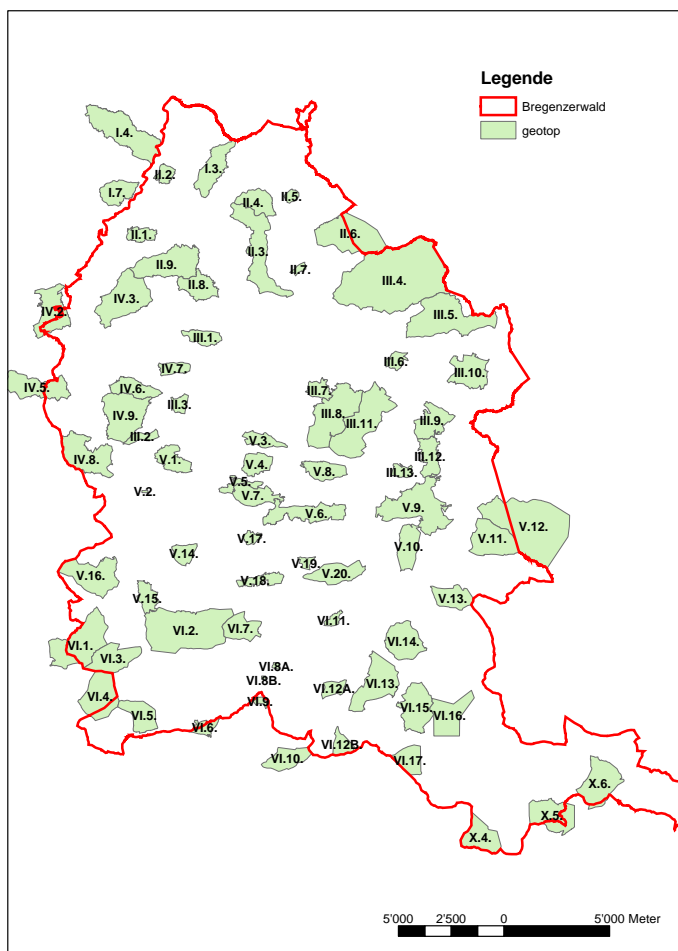 Legende
Bregenzerwald
geotop
I.4.
I.3.
II.2.
I.7.
II.5.
II.4.
II.1.
II.6.
II.3.
II.9.
II.7.
II.8.
III.4.
IV.3.
IV.2.
III.5.
III.1.
III.6.
IV.7.
III.10.
IV.5.
IV.6.
III.7.
III.3.
IV.9.
III.8.
III.11.
III.9.
III.2.
V.3.
IV.8.
V.1.
III.12.
V.4.
V.8.
III.13.
V.5.
V.2.
V.7.
V.9.
V.6.
V.12.
V.17.
V.11.
V.10.
V.14.
V.19.
V.16.
V.20.
V.18.
V.15.
V.13.
VI.11.
VI.2.
VI.7.
VI.14.
VI.1.
VI.3.
VI.8A.
VI.8B.
VI.13.
VI.12A.
VI.4.
VI.9.
VI.15.
VI.5.
VI.16.
VI.6.
VI.12B.
VI.10.
VI.17.
X.6.
X.5.
X.4.
5'000 2'500 0 5'000 Meter